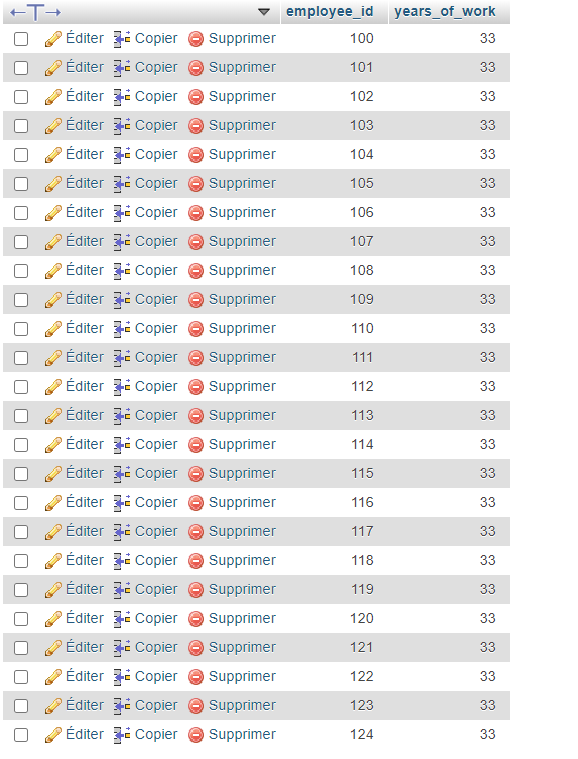 employee_id years_of_work
Éditer Copier Supprimer 100 33
Éditer Copier Supprimer 101 33
Éditer Copier Supprimer 102 33
Éditer Copier Supprimer 103 33
Éditer Copier Supprimer 104 33
Éditer Copier Supprimer 105 33
Éditer Copier Supprimer 106 33
Éditer Copier Supprimer 107 33
Éditer Copier Supprimer 108 33
Éditer Copier Supprimer 109 33
Éditer Copier Supprimer 110 33
Éditer Copier Supprimer 111 33
Éditer Copier Supprimer 112 33
Éditer Copier Supprimer 113 33
Éditer Copier Supprimer 114 33
Éditer Copier Supprimer 115 33
Éditer Copier Supprimer 116 33
Éditer Copier Supprimer 117 33
Éditer Copier Supprimer 118 33
Éditer Copier Supprimer 119 33
Éditer Copier Supprimer 120 33
Éditer Copier Supprimer 121 33
Éditer Copier Supprimer 122 33
Éditer Copier Supprimer 123 33
Éditer Copier Supprimer 124 33